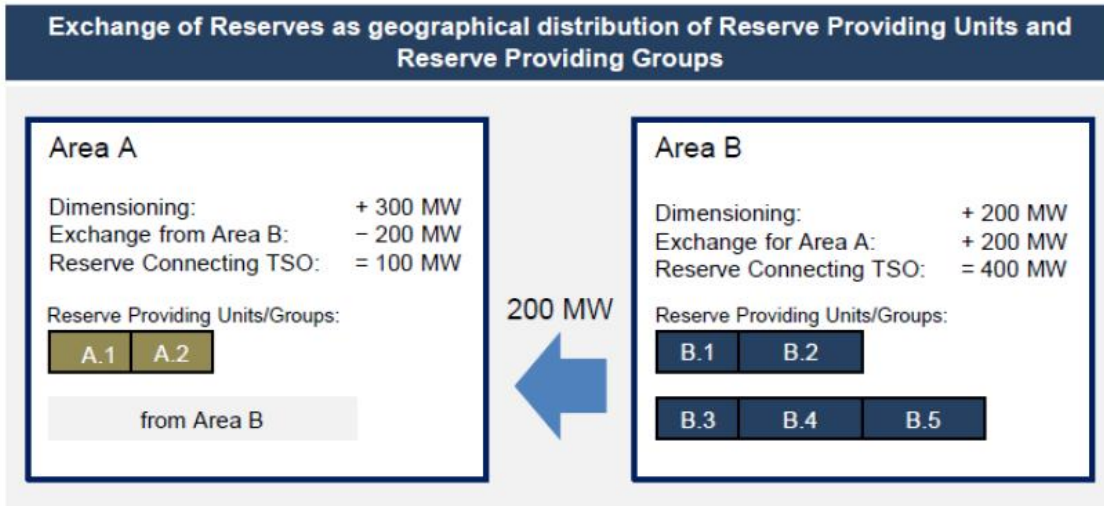 Exchange of Reserves as geographical distribution of Reserve Providing Units and
Reserve Providing Groups
Area A
Dimensioning: + 300 MW
Exchange from Area B: − 200 MW
Reserve Connecting TSO: = 100 MW
Reserve Providing Units/Groups:
A.1 A.2
from Area B
200 MW
Area B
Dimensioning: + 200 MW
Exchange for Area A: + 200 MW
Reserve Connecting TSO: = 400 MW
Reserve Providing Units/Groups:
B.1 B.2
B.3 B.4 B.5